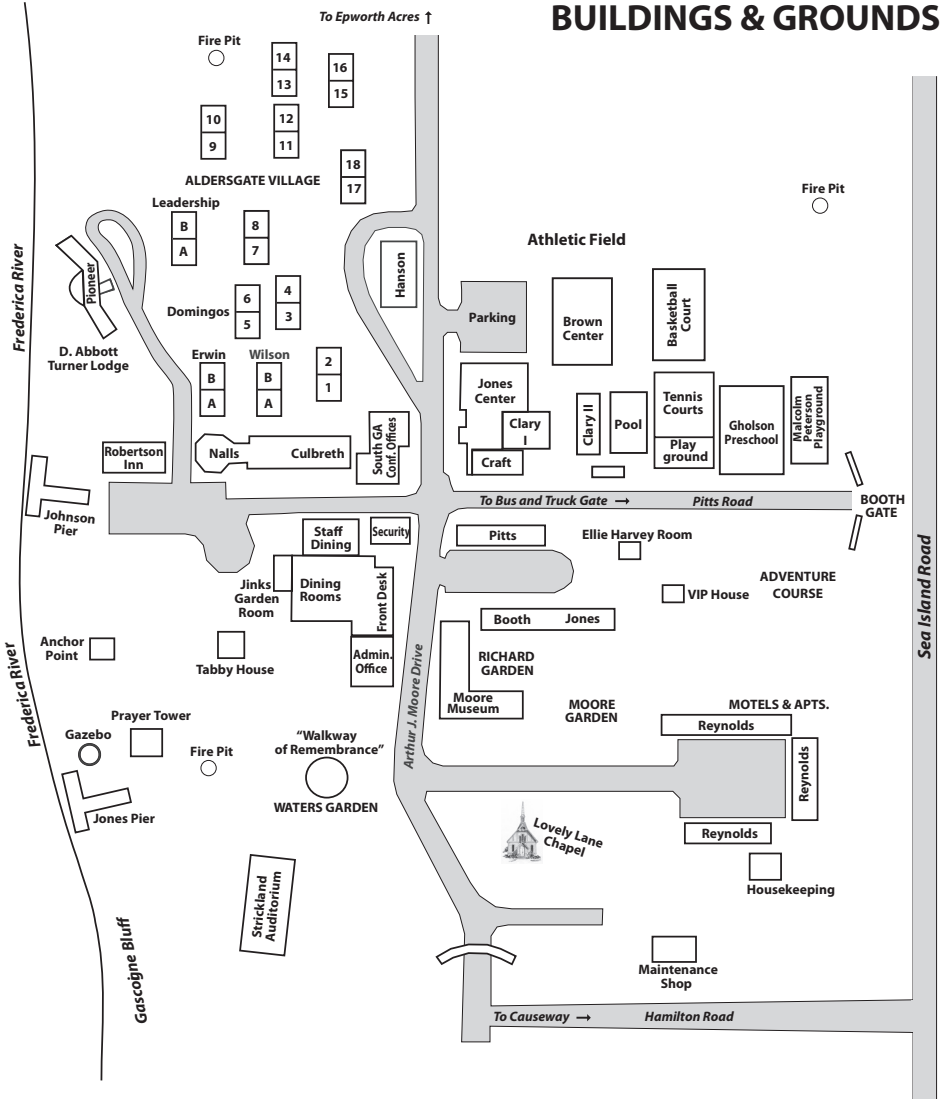 BUILDINGS & GROUNDS
To Epworth Acres ↑
Fire Pit
14
13
16
15
10
9
12
11
18
17
ALDERSGATE VILLAGE
Leadership
B
A
8
7
Fire Pit
Athletic Field
Frederica River
Pioneer
D. Abbott
Turner Lodge
Hanson
Domingos
6
5
4
3
Parking
Brown
Center
Basketball
Court
Erwin
B
A
Wilson
B
A
2
1
Jones
Center
Clary
I
Craft
Clary II
Pool
Tennis
Courts
Play
ground
Gholson
Preschool
Malcolm
Peterson
Playground
Robertson
Inn
Nalls
Culbreth
South GA
Conf. Offices
Johnson
Pier
To Bus and Truck Gate →
Pitts Road
BOOTH
GATE
Staff
Dining
Security
Pitts
Ellie Harvey Room
Jinks
Garden
Room
Dining
Rooms
Front Desk
VIP House
ADVENTURE
COURSE
Booth
Jones
Sea Island Road
Anchor
Point
Tabby House
Admin.
Office
Arthur J. Moore Drive
RICHARD
GARDEN
Moore
Museum
MOORE
GARDEN
MOTELS & APTS.
Reynolds
Reynolds
Reynolds
Frederica River
Prayer Tower
Gazebo
Fire Pit
"Walkway
of Remembrance"
WATERS GARDEN
Jones Pier
Lovely Lane
Chapel
Housekeeping
Strickland
Auditorium
Gascoigne Bluff
Maintenance
Shop
To Causeway →
Hamilton Road